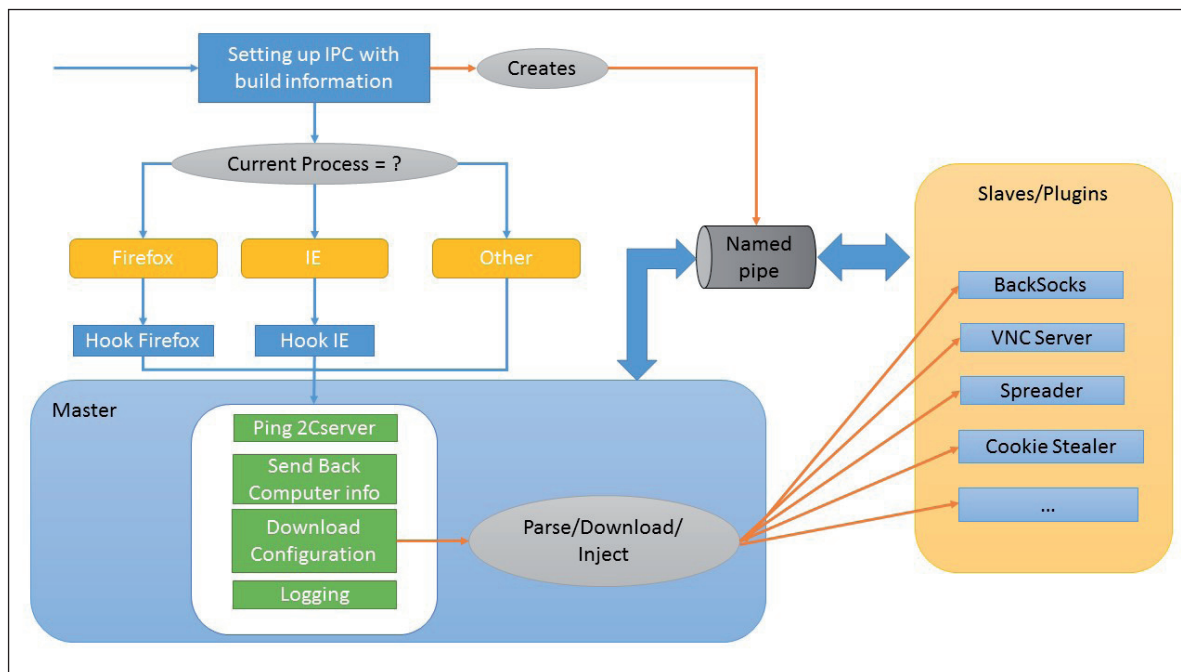 Setting up IPC with
build information
Creates
Current Process = ?
Firefox
IE
Other
Named
pipe
Hook Firefox
Hook IE
Slaves/Plugins
BackSocks
VNC Server
Spreader
Cookie Stealer
...
Master
Ping 2Cserver
Send Back
Computer info
Download
Configuration
Logging
Parse/Download/
Inject